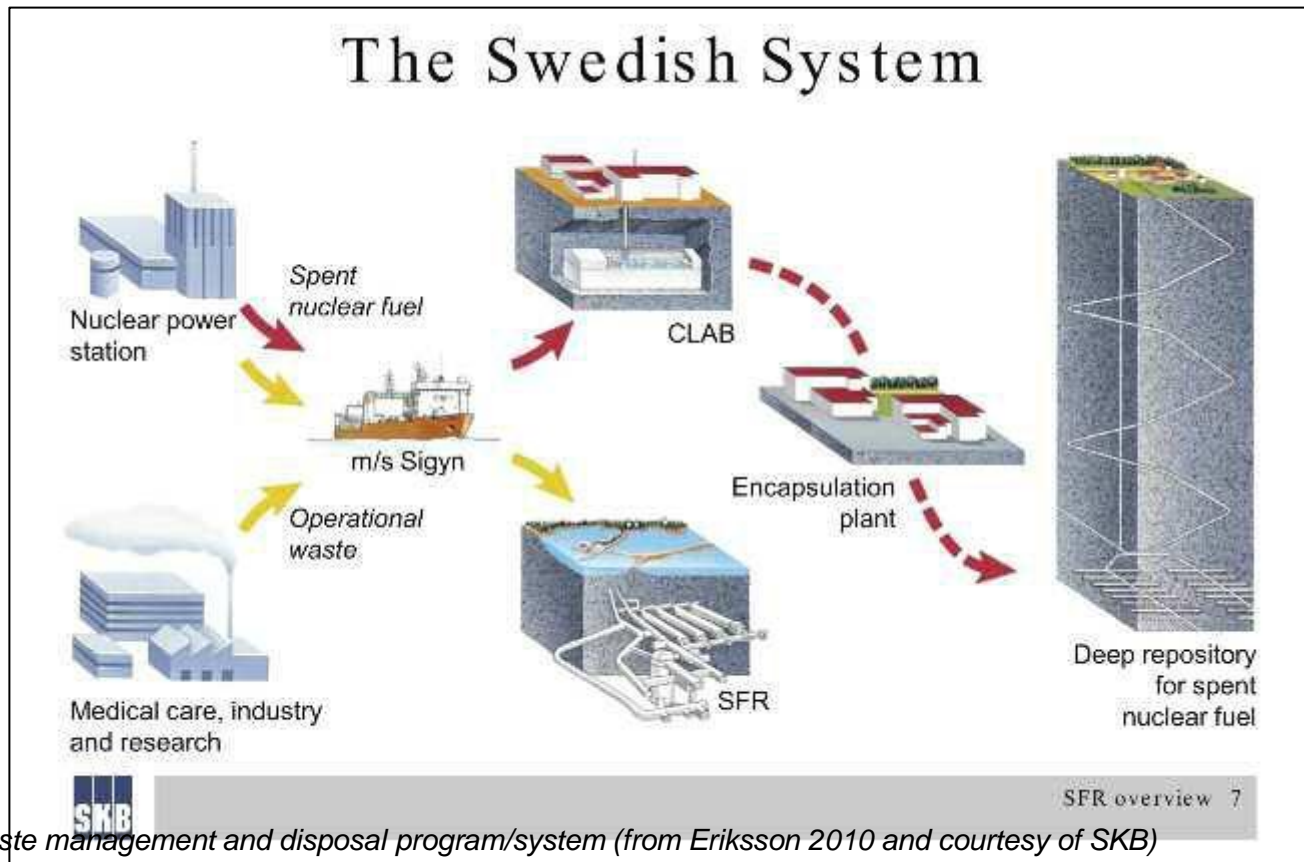 The Swedish System
Spent
nuclear fuel
Nuclear power
station
CLAB
m/s Sigyn
Encapsulation
plant
Operational
waste
SFR
Medical care, industry
and research
Deep repository
for spent
nuclear fuel
SKB
SFR overview 7
management and disposal program/system (from Eriksson 2010 and courtesy of SKB)